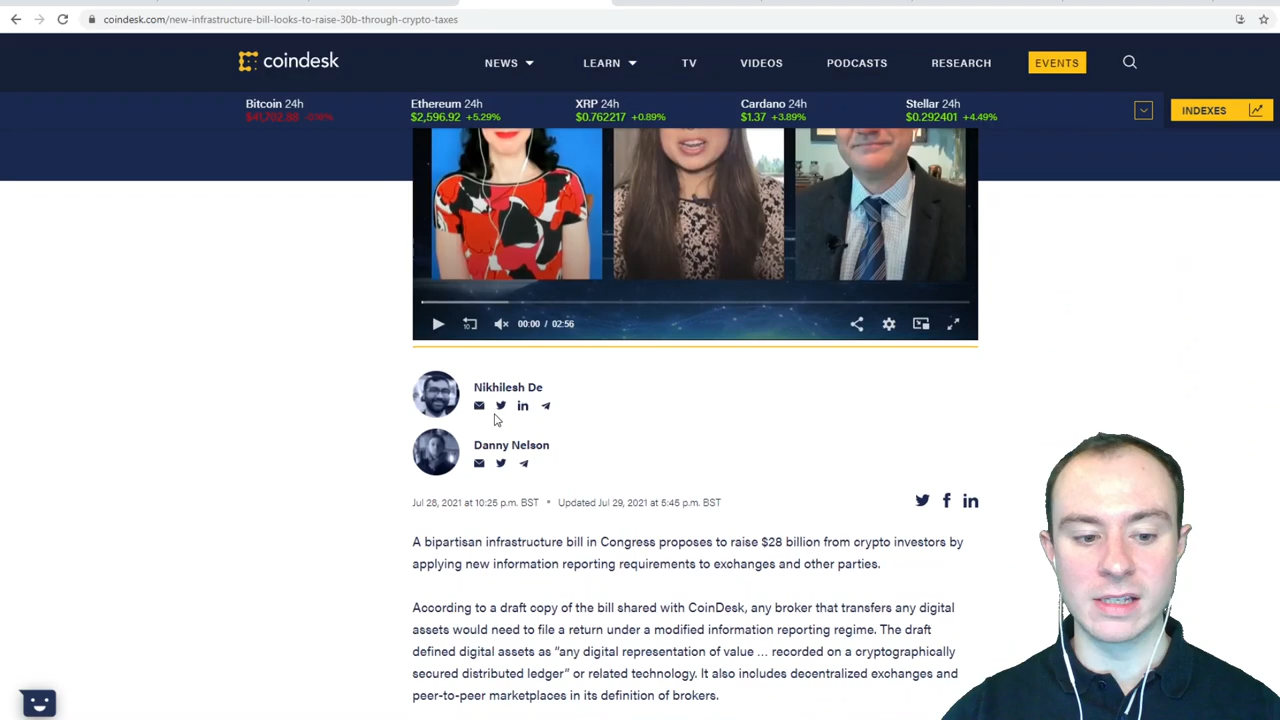 coindesk.com/new-infrastructure-bill-looks-to-raise-30b-through-crypto-taxes
coindesk
NEWS
LEARN
TV
VIDEOS
PODCASTS
RESEARCH
EVENTS
Bitcoin 24h
Ethereum 24h
XRP 24h
Cardano 24h
Stellar 24h
$2,596.92 +5.29%
$0.762217 +0.89%
$1.37 +3.89%
$0.292401 +4.49%
INDEXES
10
00:00 / 02:56
Nikhilesh De
Danny Nelson
Jul 28, 2021 at 10:25 p.m. BST • Updated Jul 29, 2021 at 5:45 p.m. BST
A bipartisan infrastructure bill in Congress proposes to raise $28 billion from crypto investors by
applying new information reporting requirements to exchanges and other parties.
According to a draft copy of the bill shared with CoinDesk, any broker that transfers any digital
assets would need to file a return under a modified information reporting regime. The draft
defined digital assets as “any digital representation of value … recorded on a cryptographically
secured distributed ledger” or related technology. It also includes decentralized exchanges and
peer-to-peer marketplaces in its definition of brokers.